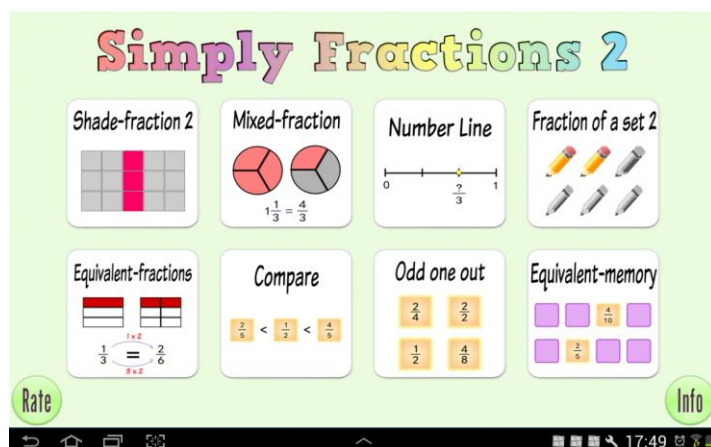 Simply Fractions 2
Shade-fraction 2
Mixed-fraction
1 1/3 = 4/3
Number Line
0 ?/3 1
Fraction of a set 2
Equivalent-fractions
1 x 2
1/3 = 2/6
3 x 2
Compare
2/5 < 1/2 < 4/5
Odd one out
2/4 2/2
1/2 4/8
Equivalent-memory
4/10
2/5
Rate
Info
17:49